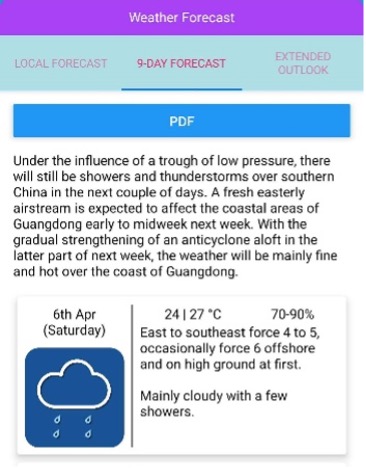 Weather Forecast
LOCAL FORECAST
9-DAY FORECAST
EXTENDED
OUTLOOK
PDF
Under the influence of a trough of low pressure, there
will still be showers and thunderstorms over southern
China in the next couple of days. A fresh easterly
airstream is expected to affect the coastal areas of
Guangdong early to midweek next week. With the
gradual strengthening of an anticyclone aloft in the
latter part of next week, the weather will be mainly fine
and hot over the coast of Guangdong.
6th Apr
(Saturday)
24 | 27 °C 70-90%
East to southeast force 4 to 5,
occasionally force 6 offshore
and on high ground at first.
Mainly cloudy with a few
showers.